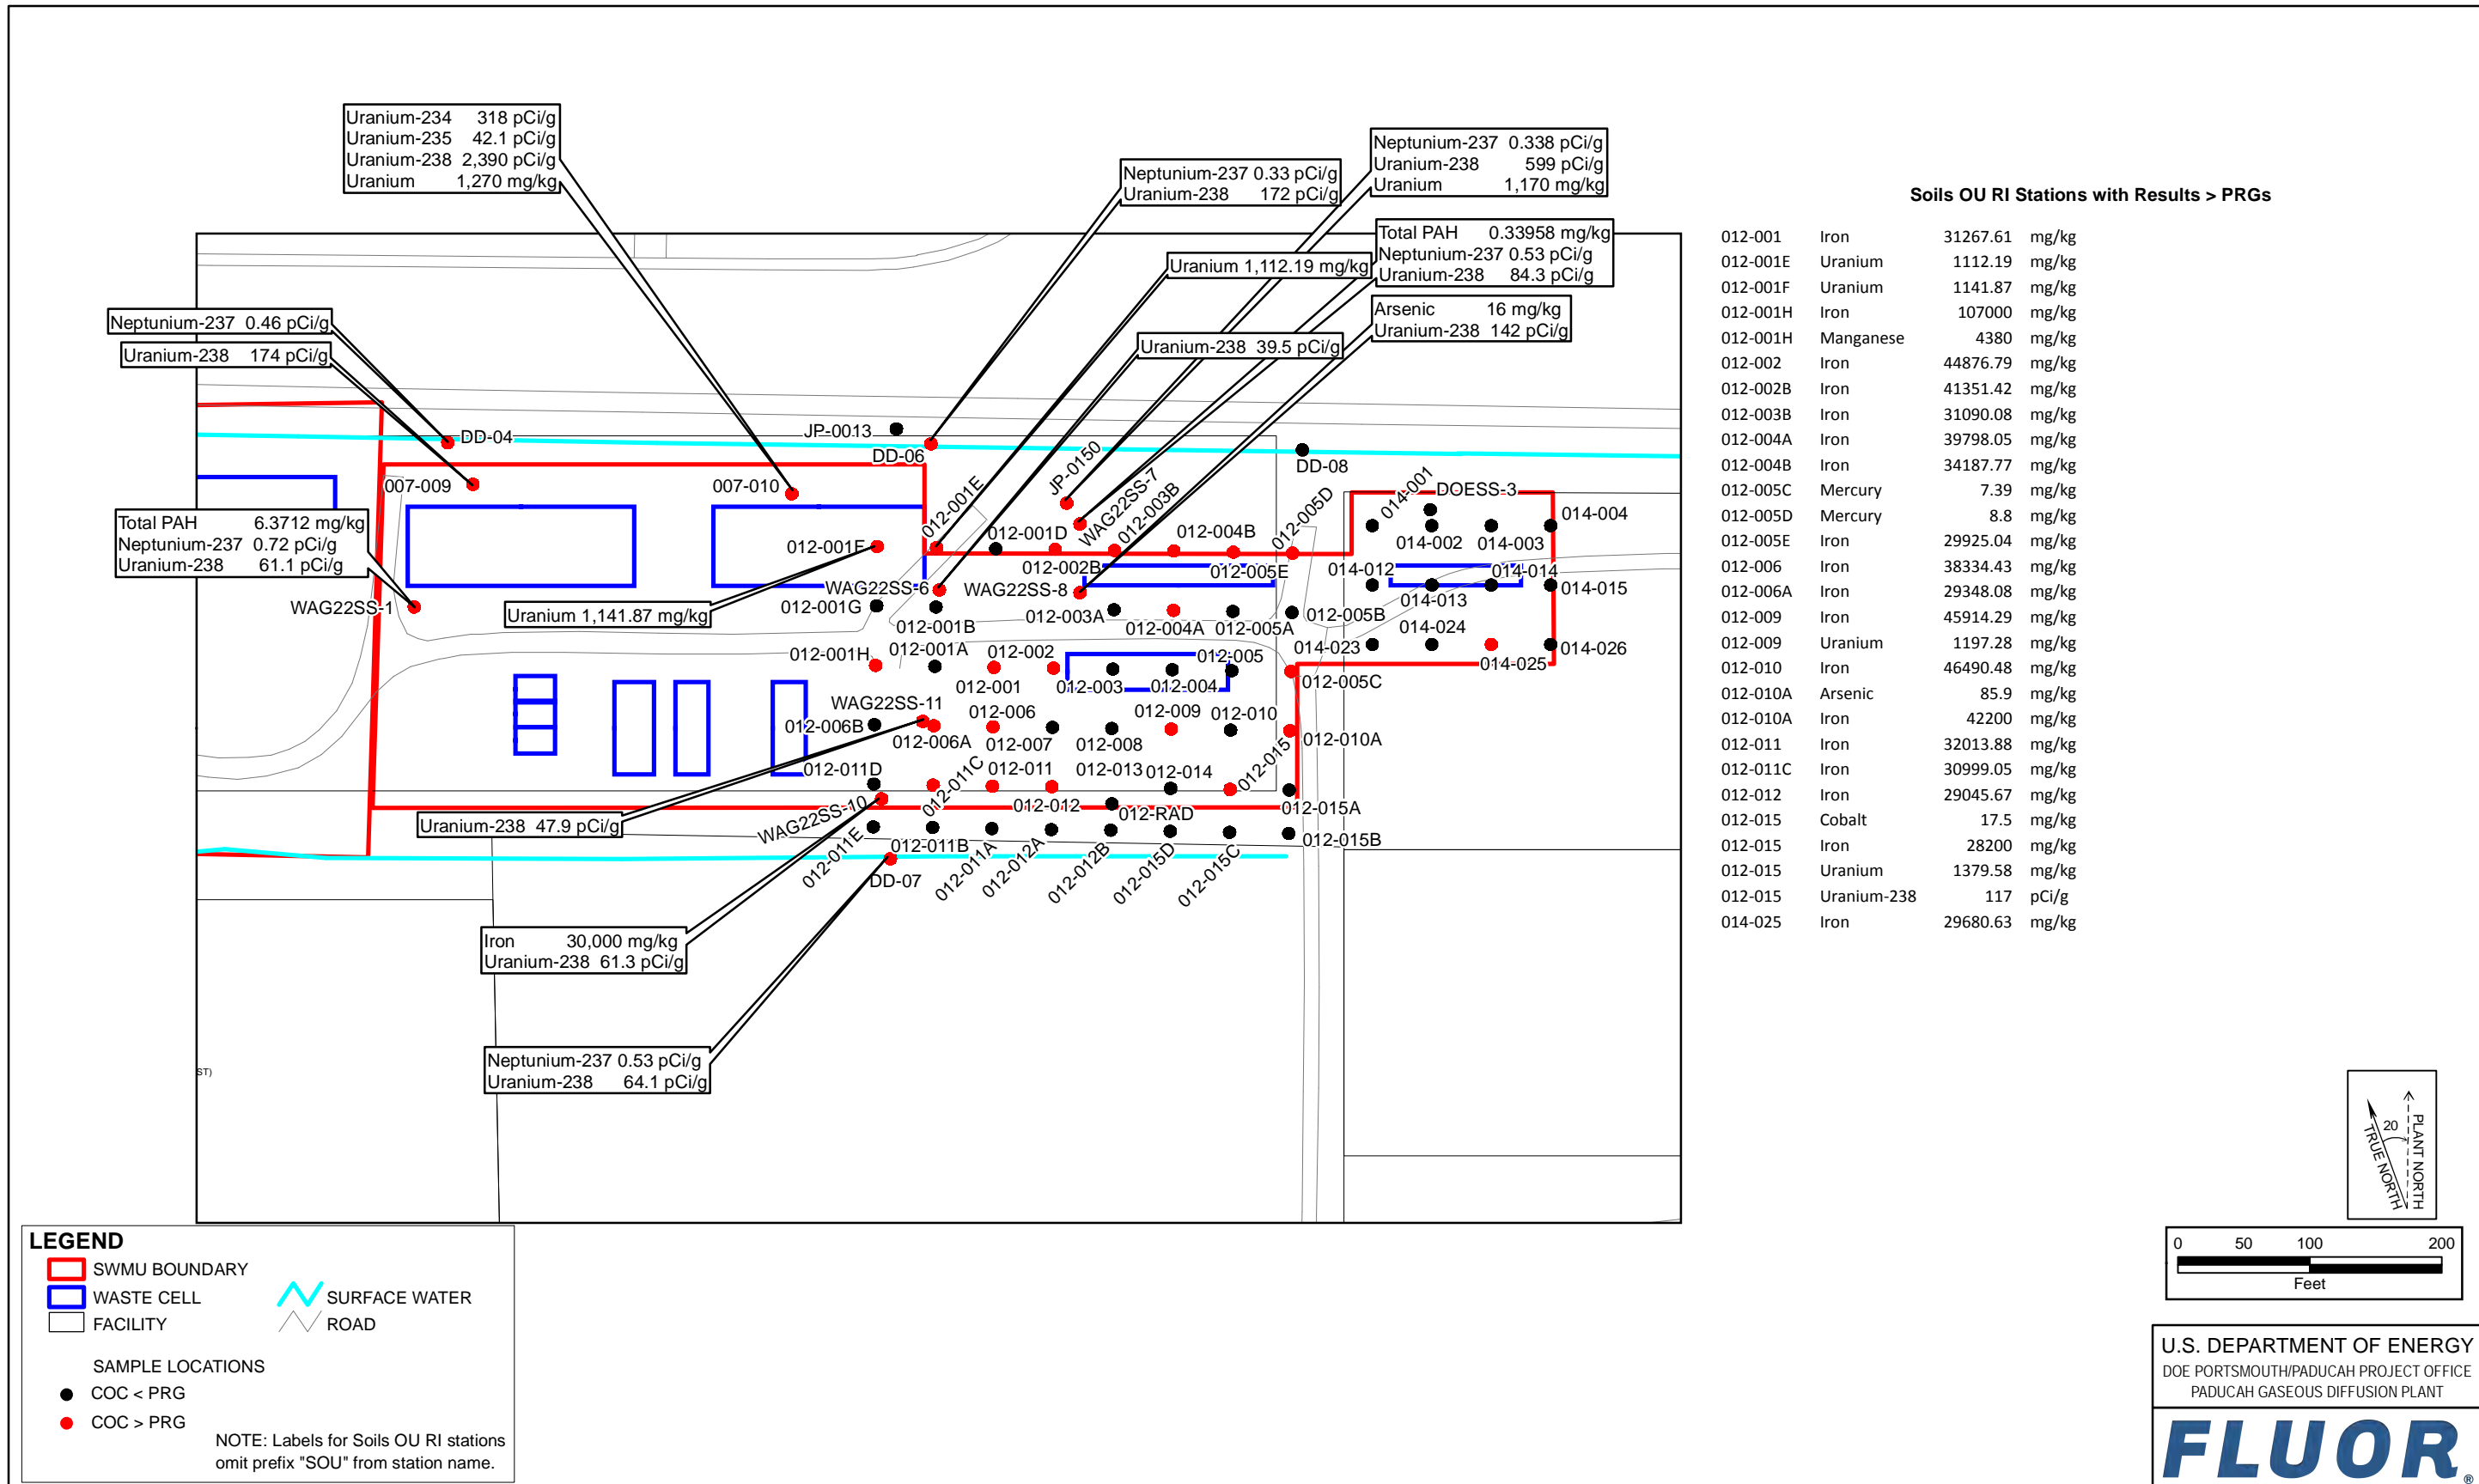 Uranium-234 318 pCi/g
Uranium-235 42.1 pCi/g
Uranium-238 2,390 pCi/g
Uranium 1,270 mg/kg
Neptunium-237 0.33 pCi/g
Uranium-238 172 pCi/g
Neptunium-237 0.338 pCi/g
Uranium-238 599 pCi/g
Uranium 1,170 mg/kg
Total PAH 0.33958 mg/kg
Neptunium-237 0.53 pCi/g
Uranium-238 84.3 pCi/g
Uranium 1,112.19 mg/kg
Arsenic 16 mg/kg
Uranium-238 142 pCi/g
Uranium-238 39.5 pCi/g
Neptunium-237 0.46 pCi/g
Uranium-238 174 pCi/g
Total PAH 6.3712 mg/kg
Neptunium-237 0.72 pCi/g
Uranium-238 61.1 pCi/g
Uranium 1,141.87 mg/kg
Uranium-238 47.9 pCi/g
Iron 30,000 mg/kg
Uranium-238 61.3 pCi/g
Neptunium-237 0.53 pCi/g
Uranium-238 64.1 pCi/g
DD-04
JP-0013
DD-06
DD-08
007-009
007-010
012-001E
JP-0150
WAG22SS-7
012-003B
012-005D
014-001
DOESS-3
014-004
012-001F
012-001D
012-004B
014-002
014-003
012-002B
012-005E
014-012
014-014
WAG22SS-1
WAG22SS-6
WAG22SS-8
014-013
014-015
012-001G
012-001B
012-003A
012-004A
012-005A
012-005B
014-024
012-001H
012-001A
012-002
012-005
014-023
014-025
014-026
012-001
012-003
012-004
012-005C
WAG22SS-11
012-006B
012-006
012-009
012-010
012-006A
012-007
012-008
012-010A
012-011D
012-011C
012-011
012-013
012-014
012-015
WAG22SS-10
012-012
012-RAD
012-015A
012-011E
012-011B
012-011A
012-012A
012-012B
012-015D
012-015C
012-015B
DD-07
ST)
Soils OU RI Stations with Results > PRGs
012-001 Iron 31267.61 mg/kg
012-001E Uranium 1112.19 mg/kg
012-001F Uranium 1141.87 mg/kg
012-001H Iron 107000 mg/kg
012-001H Manganese 4380 mg/kg
012-002 Iron 44876.79 mg/kg
012-002B Iron 41351.42 mg/kg
012-003B Iron 31090.08 mg/kg
012-004A Iron 39798.05 mg/kg
012-004B Iron 34187.77 mg/kg
012-005C Mercury 7.39 mg/kg
012-005D Mercury 8.8 mg/kg
012-005E Iron 29925.04 mg/kg
012-006 Iron 38334.43 mg/kg
012-006A Iron 29348.08 mg/kg
012-009 Iron 45914.29 mg/kg
012-009 Uranium 1197.28 mg/kg
012-010 Iron 46490.48 mg/kg
012-010A Arsenic 85.9 mg/kg
012-010A Iron 42200 mg/kg
012-011 Iron 32013.88 mg/kg
012-011C Iron 30999.05 mg/kg
012-012 Iron 29045.67 mg/kg
012-015 Cobalt 17.5 mg/kg
012-015 Iron 28200 mg/kg
012-015 Uranium 1379.58 mg/kg
012-015 Uranium-238 117 pCi/g
014-025 Iron 29680.63 mg/kg
20
PLANT NORTH
TRUE NORTH
0 50 100 200
Feet
LEGEND
SWMU BOUNDARY
WASTE CELL
SURFACE WATER
FACILITY
ROAD
SAMPLE LOCATIONS
COC < PRG
COC > PRG
NOTE: Labels for Soils OU RI stations
omit prefix "SOU" from station name.
U.S. DEPARTMENT OF ENERGY
DOE PORTSMOUTH/PADUCAH PROJECT OFFICE
PADUCAH GASEOUS DIFFUSION PLANT
FLUOR®